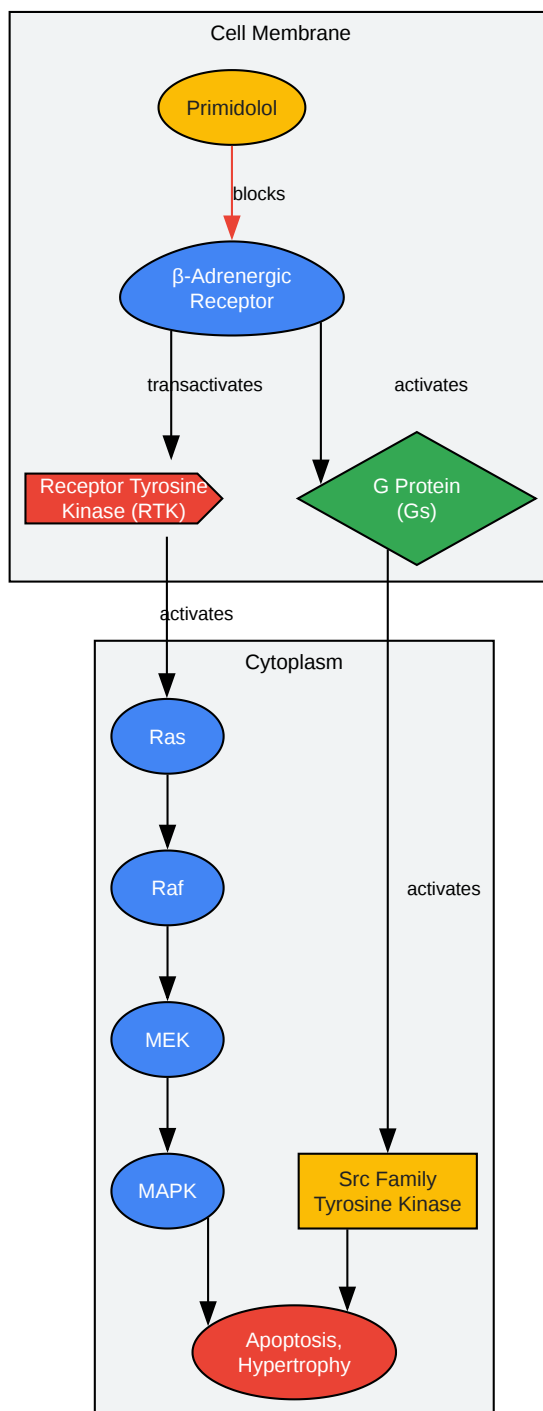 Cell Membrane
Primidolol
blocks
β-Adrenergic
Receptor
transactivates
activates
Receptor Tyrosine
Kinase (RTK)
G Protein
(Gs)
activates
Cytoplasm
Ras
Raf
activates
MEK
MAPK
Src Family
Tyrosine Kinase
Apoptosis,
Hypertrophy